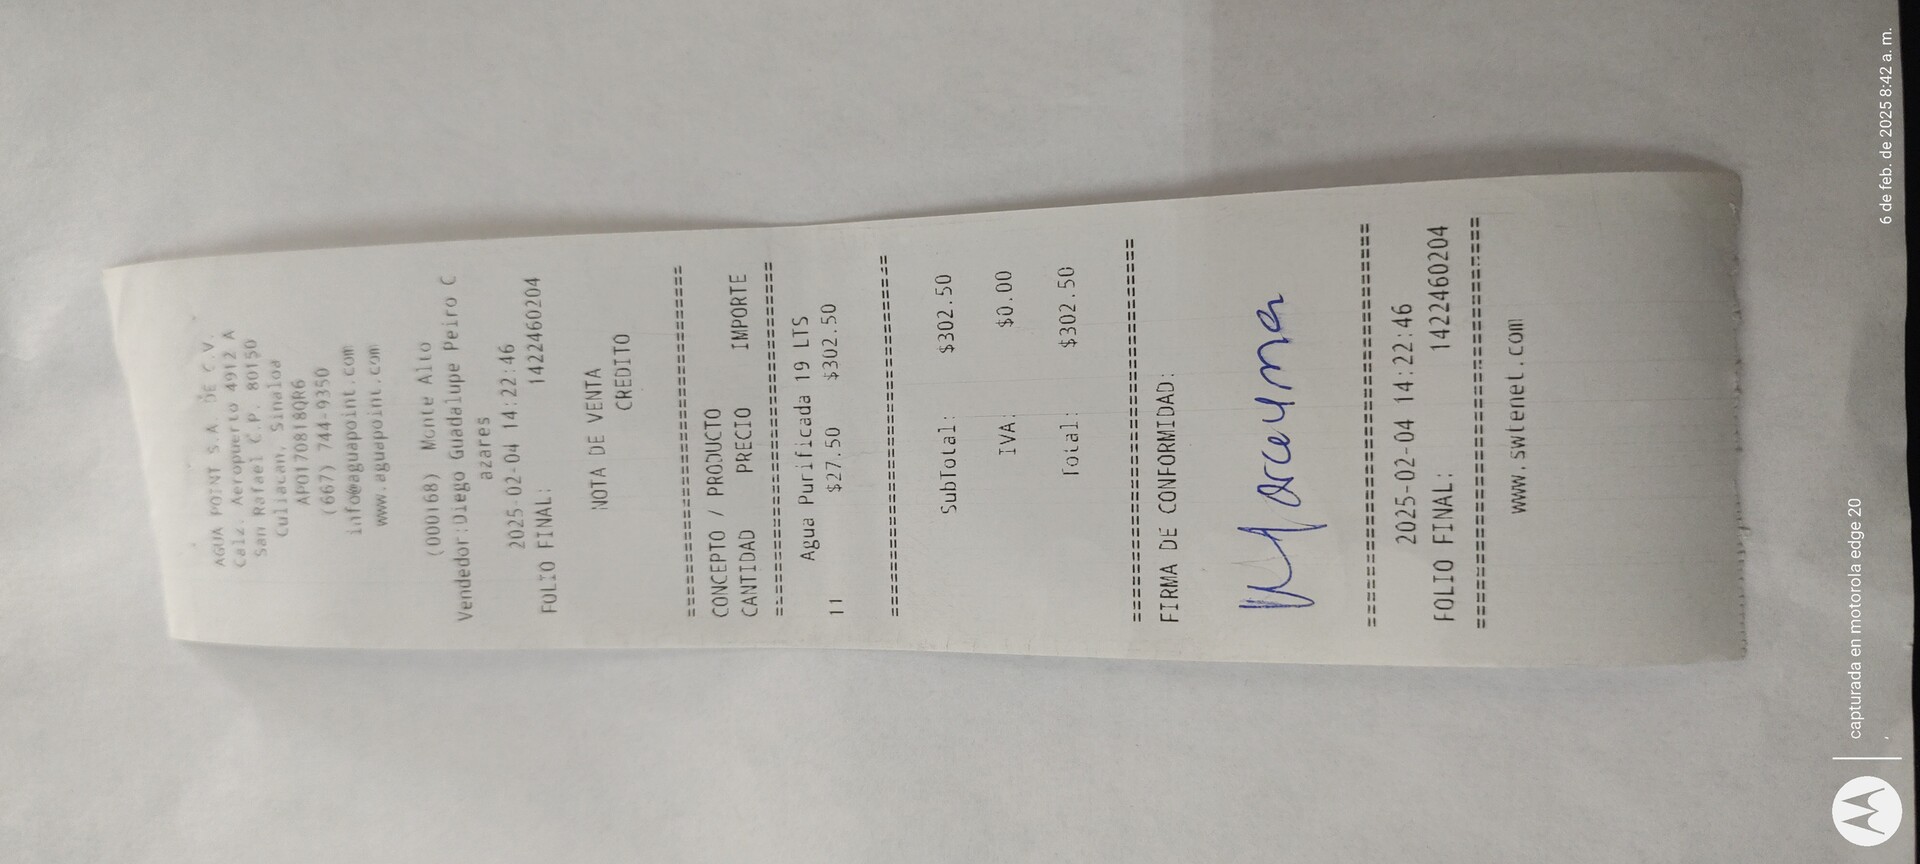 AGUA POINT S.A. DE C.V.
Calz. Aeropuerto 4912 A
San Rafael C.P. 80150
Culiacan, Sinaloa
APO170818QR6
(667) 744-9350
info@aguapoint.com
www.aguapoint.com
(000168) Monte Alto
Vendedor:Diego Guadalupe Peiro C
azares
2025-02-04 14:22:46
FOLIO FINAL: 1422460204
NOTA DE VENTA
CREDITO
================================
CONCEPTO / PRODUCTO
CANTIDAD PRECIO IMPORTE
================================
Agua Purificada 19 LTS
11 $27.50 $302.50
================================
SubTotal: $302.50
IVA: $0.00
Total: $302.50
================================
FIRMA DE CONFORMIDAD:
================================
2025-02-04 14:22:46
FOLIO FINAL: 1422460204
================================
www.swtenet.com
capturada en motorola edge 20
6 de feb. de 2025 8:42 a. m.